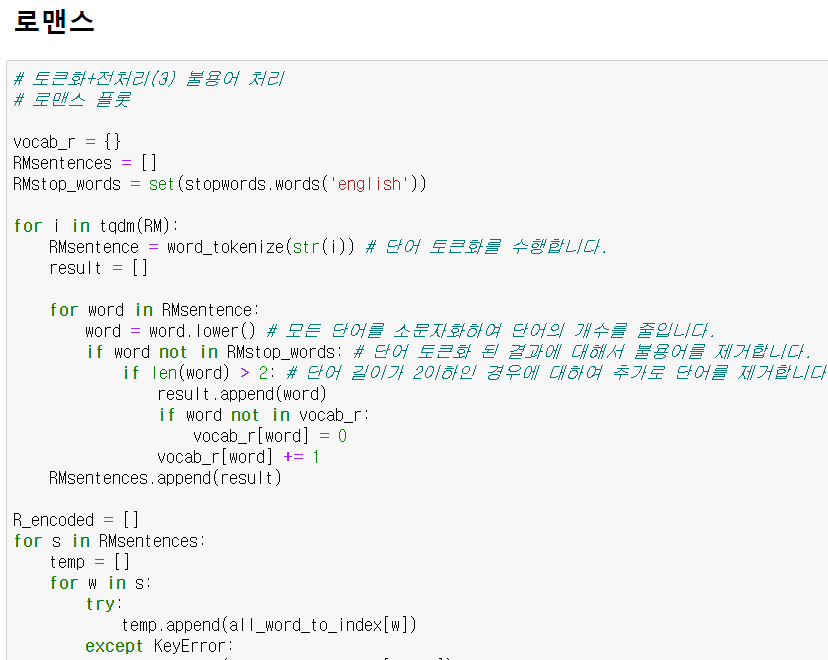 로맨스
# 토큰화+전처리(3) 불용어 처리
# 로맨스 플롯
vocab_r = {}
RMsentences = []
RMstop_words = set(stopwords.words('english'))
for i in tqdm(RM):
    RMsentence = word_tokenize(str(i)) # 단어 토큰화를 수행합니다.
    result = []
    for word in RMsentence:
        word = word.lower() # 모든 단어를 소문자화하여 단어의 개수를 줄입니다.
        if word not in RMstop_words: # 단어 토큰화 된 결과에 대해서 불용어를 제거합니다.
            if len(word) > 2: # 단어 길이가 2이하인 경우에 대하여 추가로 단어를 제거합니다
                result.append(word)
                if word not in vocab_r:
                    vocab_r[word] = 0
                vocab_r[word] += 1
    RMsentences.append(result)
R_encoded = []
for s in RMsentences:
    temp = []
    for w in s:
        try:
            temp.append(all_word_to_index[w])
        except KeyError: